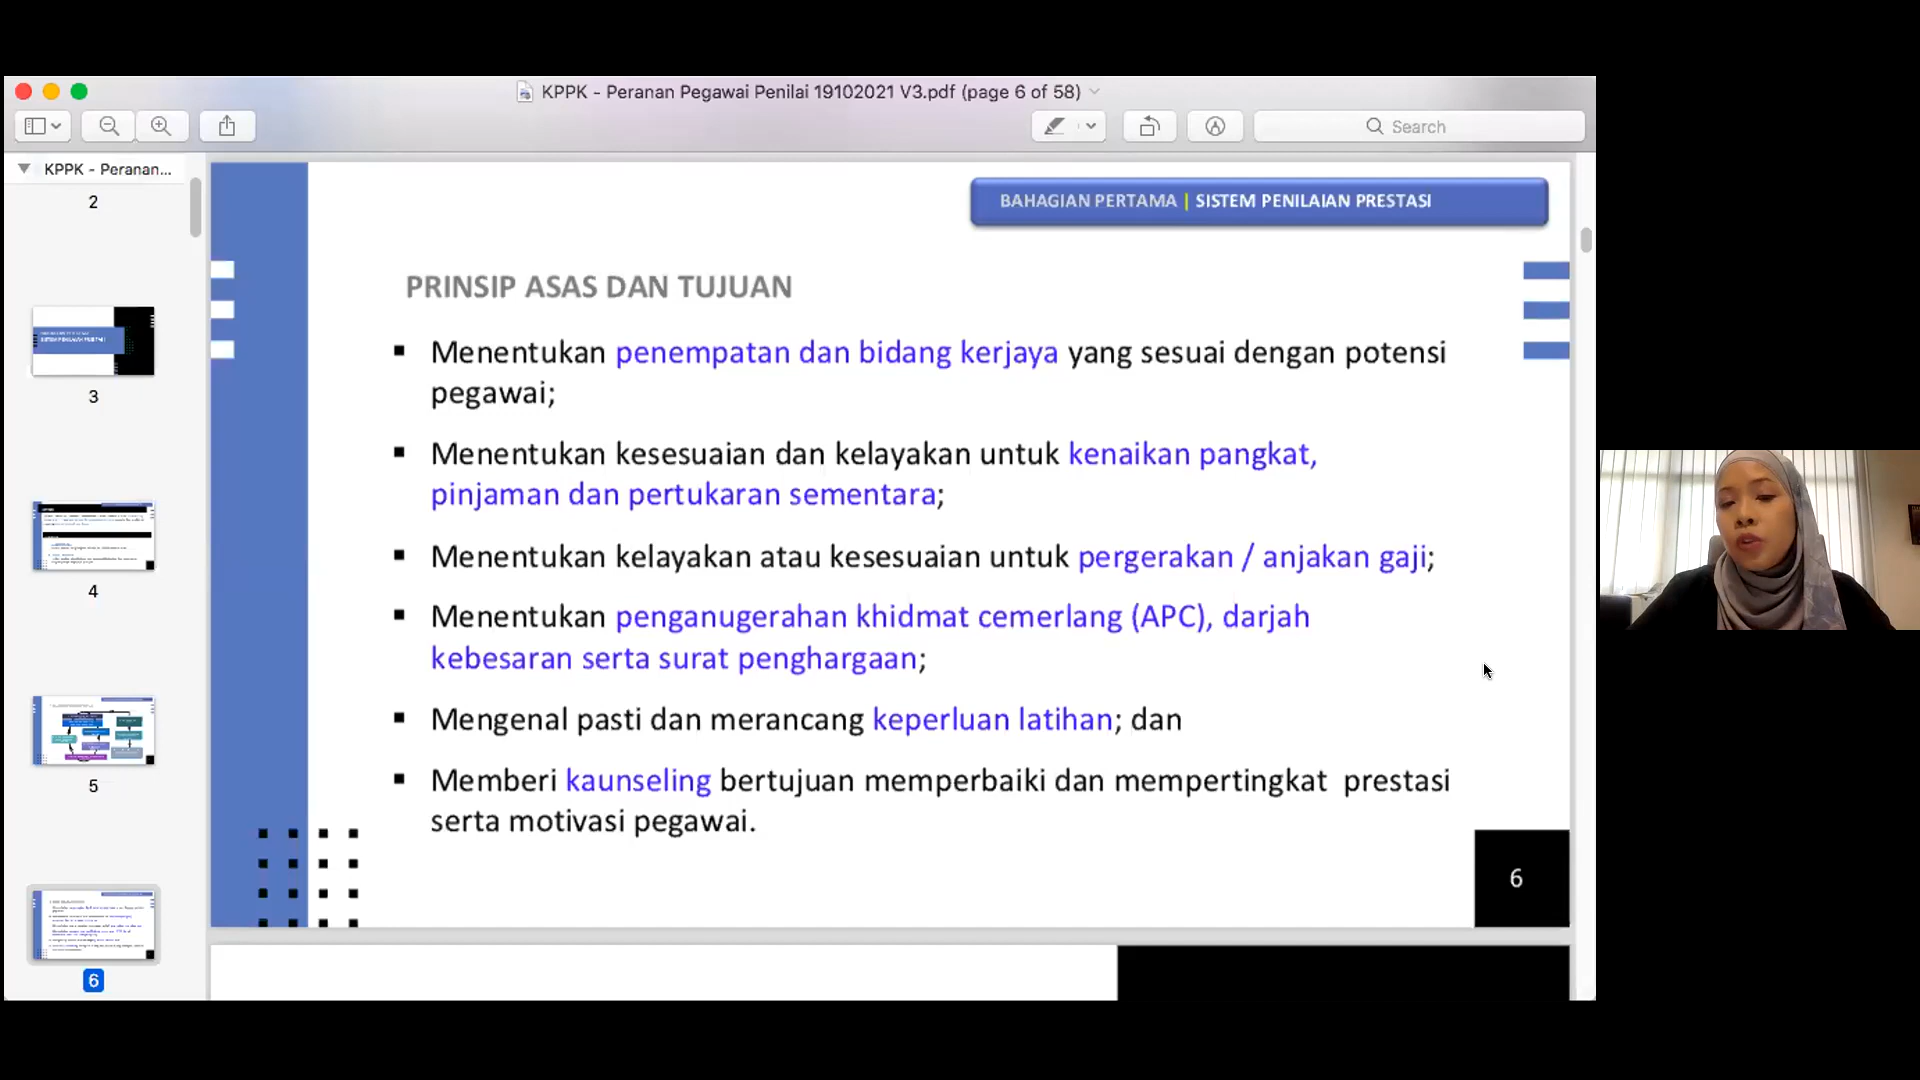 KPPK - Peranan Pegawai Penilai 19102021 V3.pdf (page 6 of 58)
Search
KPPK - Peranan...
2
3
4
5
6
BAHAGIAN PERTAMA | SISTEM PENILAIAN PRESTASI
PRINSIP ASAS DAN TUJUAN
▪ Menentukan penempatan dan bidang kerjaya yang sesuai dengan potensi
pegawai;
▪ Menentukan kesesuaian dan kelayakan untuk kenaikan pangkat,
pinjaman dan pertukaran sementara;
▪ Menentukan kelayakan atau kesesuaian untuk pergerakan / anjakan gaji;
▪ Menentukan penganugerahan khidmat cemerlang (APC), darjah
kebesaran serta surat penghargaan;
▪ Mengenal pasti dan merancang keperluan latihan; dan
▪ Memberi kaunseling bertujuan memperbaiki dan mempertingkat prestasi
serta motivasi pegawai.
6